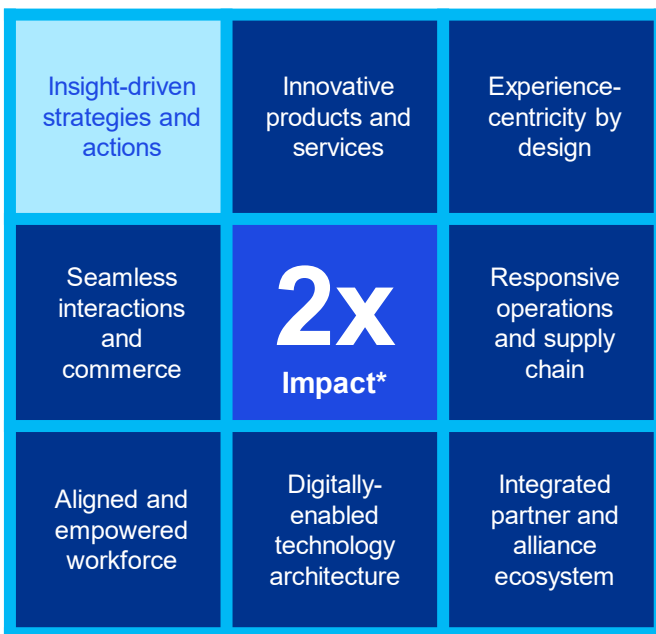 Insight-driven
strategies and
actions
Innovative
products and
services
Experience-
centricity by
design
Seamless
interactions
and
commerce
2x
Impact*
Responsive
operations
and supply
chain
Aligned and
empowered
workforce
Digitally-
enabled
technology
architecture
Integrated
partner and
alliance
ecosystem